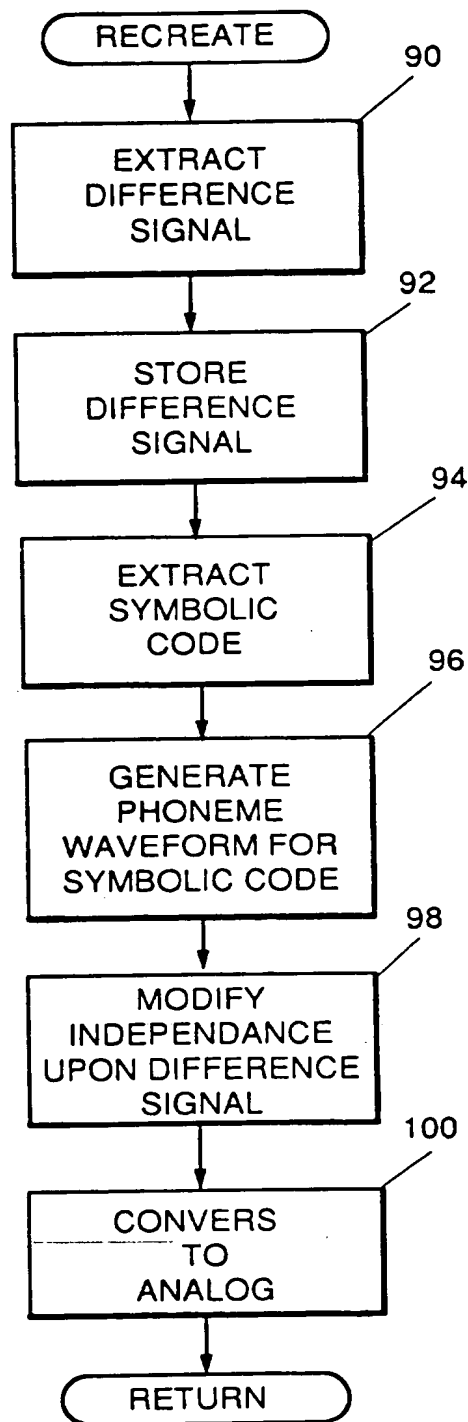 RECREATE
90
EXTRACT
DIFFERENCE
SIGNAL
92
STORE
DIFFERENCE
SIGNAL
94
EXTRACT
SYMBOLIC
CODE
96
GENERATE
PHONEME
WAVEFORM FOR
SYMBOLIC CODE
98
MODIFY
INDEPENDANCE
UPON DIFFERENCE
SIGNAL
100
CONVERS
TO
ANALOG
RETURN